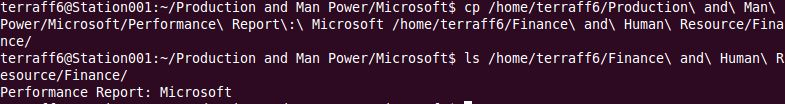 terraff6@Station001:~/Production and Man Power/Microsoft$ cp /home/terraff6/Production\ and\ Man\
Power/Microsoft/Performance\ Report\:\ Microsoft /home/terraff6/Finance\ and\ Human\ Resource/Fina
nce/
terraff6@Station001:~/Production and Man Power/Microsoft$ ls /home/terraff6/Finance\ and\ Human\ R
esource/Finance/
Performance Report: Microsoft